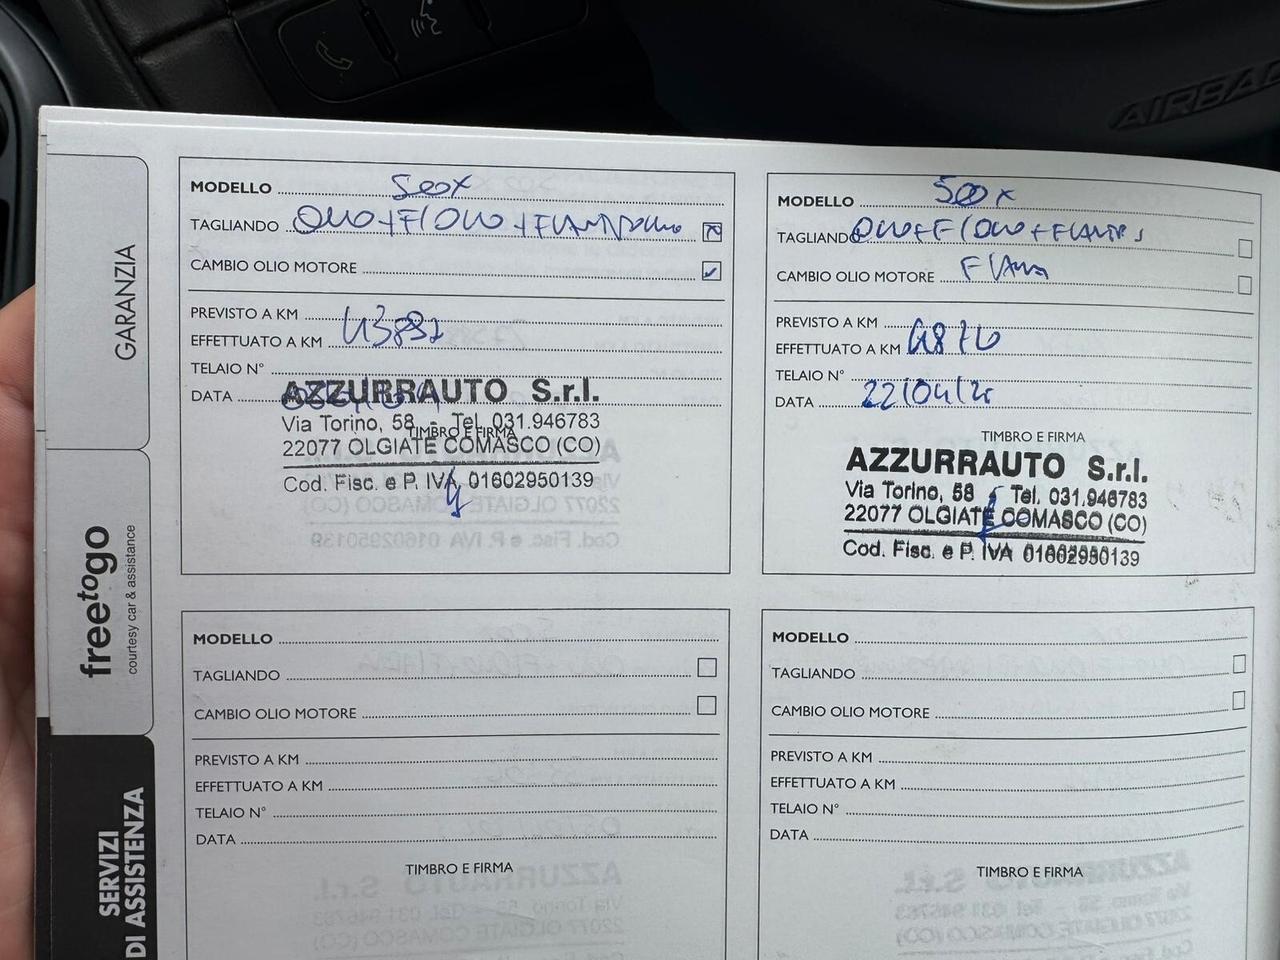 AIRBAG
GARANZIA
freetogo
courtesy car & assistance
SERVIZI
DI ASSISTENZA
MODELLO 500X
TAGLIANDO OLIO+F/OLIO+
CAMBIO OLIO MOTORE
PREVISTO A KM
EFFETTUATO A KM
TELAIO N°
DATA
TIMBRO E FIRMA
AZZURRAUTO S.r.l.
Via Torino, 58 - Tel. 031.946783
22077 OLGIATE COMASCO (CO)
Cod. Fisc. e P. IVA 01602950139
MODELLO 500X
TAGLIANDO OLIO+F/OLIO+
CAMBIO OLIO MOTORE
PREVISTO A KM
EFFETTUATO A KM
TELAIO N°
DATA
TIMBRO E FIRMA
AZZURRAUTO S.r.l.
Via Torino, 58 Tel. 031.946783
22077 OLGIATE COMASCO (CO)
Cod. Fisc. e P. IVA 01602950139
MODELLO
TAGLIANDO
CAMBIO OLIO MOTORE
PREVISTO A KM
EFFETTUATO A KM
TELAIO N°
DATA
TIMBRO E FIRMA
MODELLO
TAGLIANDO
CAMBIO OLIO MOTORE
PREVISTO A KM
EFFETTUATO A KM
TELAIO N°
DATA
TIMBRO E FIRMA